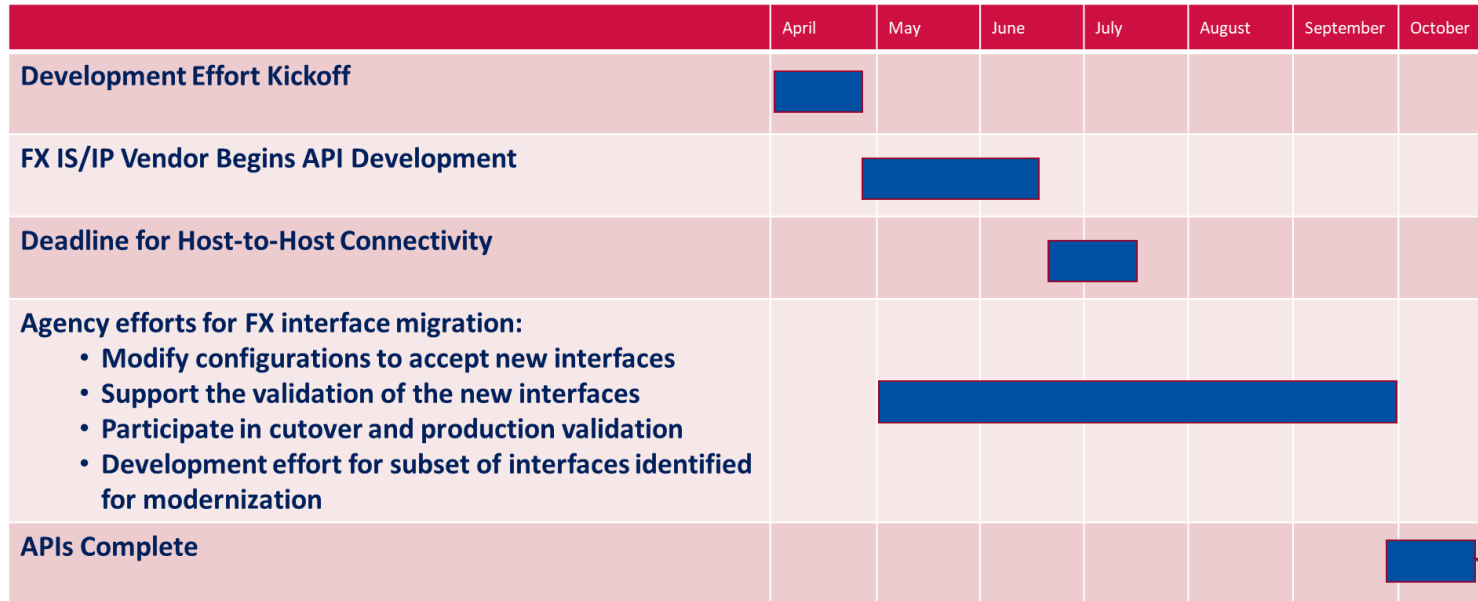 April May June July August September October
Development Effort Kickoff
FX IS/IP Vendor Begins API Development
Deadline for Host-to-Host Connectivity
Agency efforts for FX interface migration:
• Modify configurations to accept new interfaces
• Support the validation of the new interfaces
• Participate in cutover and production validation
• Development effort for subset of interfaces identified
for modernization
APIs Complete